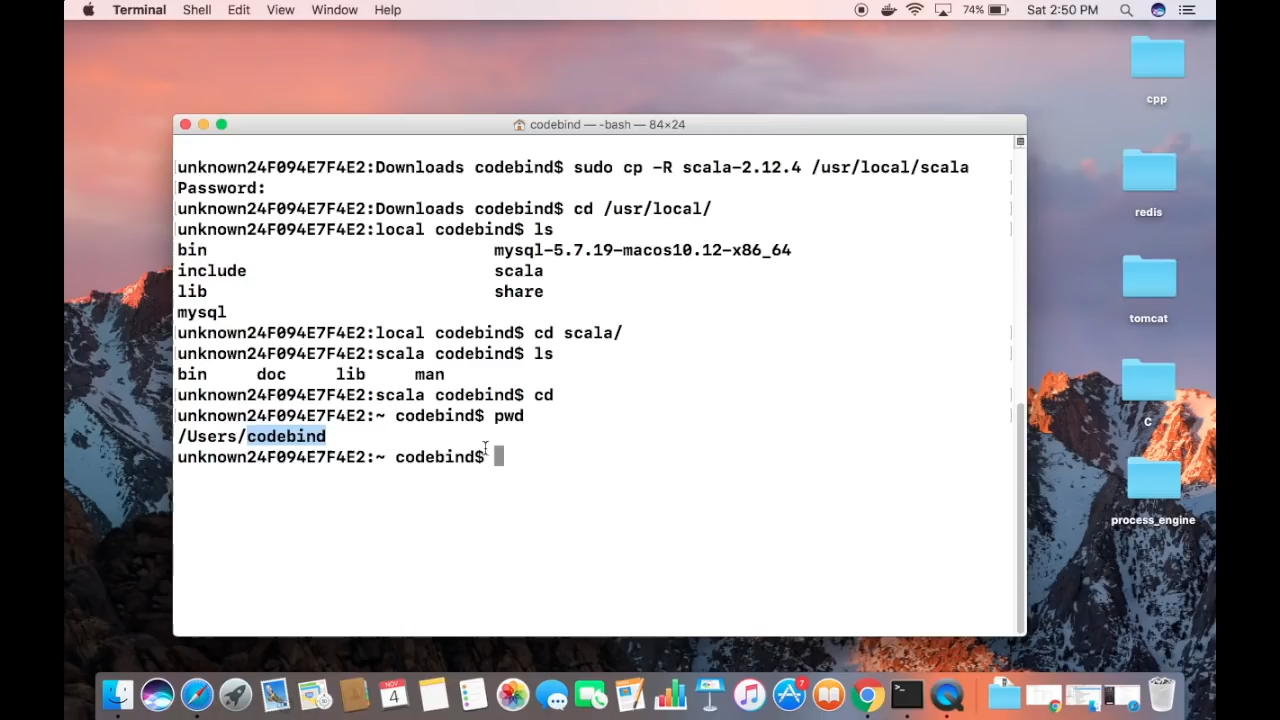 Terminal Shell Edit View Window Help 74% Sat 2:50 PM
codebind — -bash — 84×24
unknown24F094E7F4E2:Downloads codebind$ sudo cp -R scala-2.12.4 /usr/local/scala
Password:
unknown24F094E7F4E2:Downloads codebind$ cd /usr/local/
unknown24F094E7F4E2:local codebind$ ls
bin mysql-5.7.19-macos10.12-x86_64
include scala
lib share
mysql
unknown24F094E7F4E2:local codebind$ cd scala/
unknown24F094E7F4E2:scala codebind$ ls
bin doc lib man
unknown24F094E7F4E2:scala codebind$ cd
unknown24F094E7F4E2:~ codebind$ pwd
/Users/codebind
unknown24F094E7F4E2:~ codebind$
cpp
redis
tomcat
C
process_engine
NOV
4
7